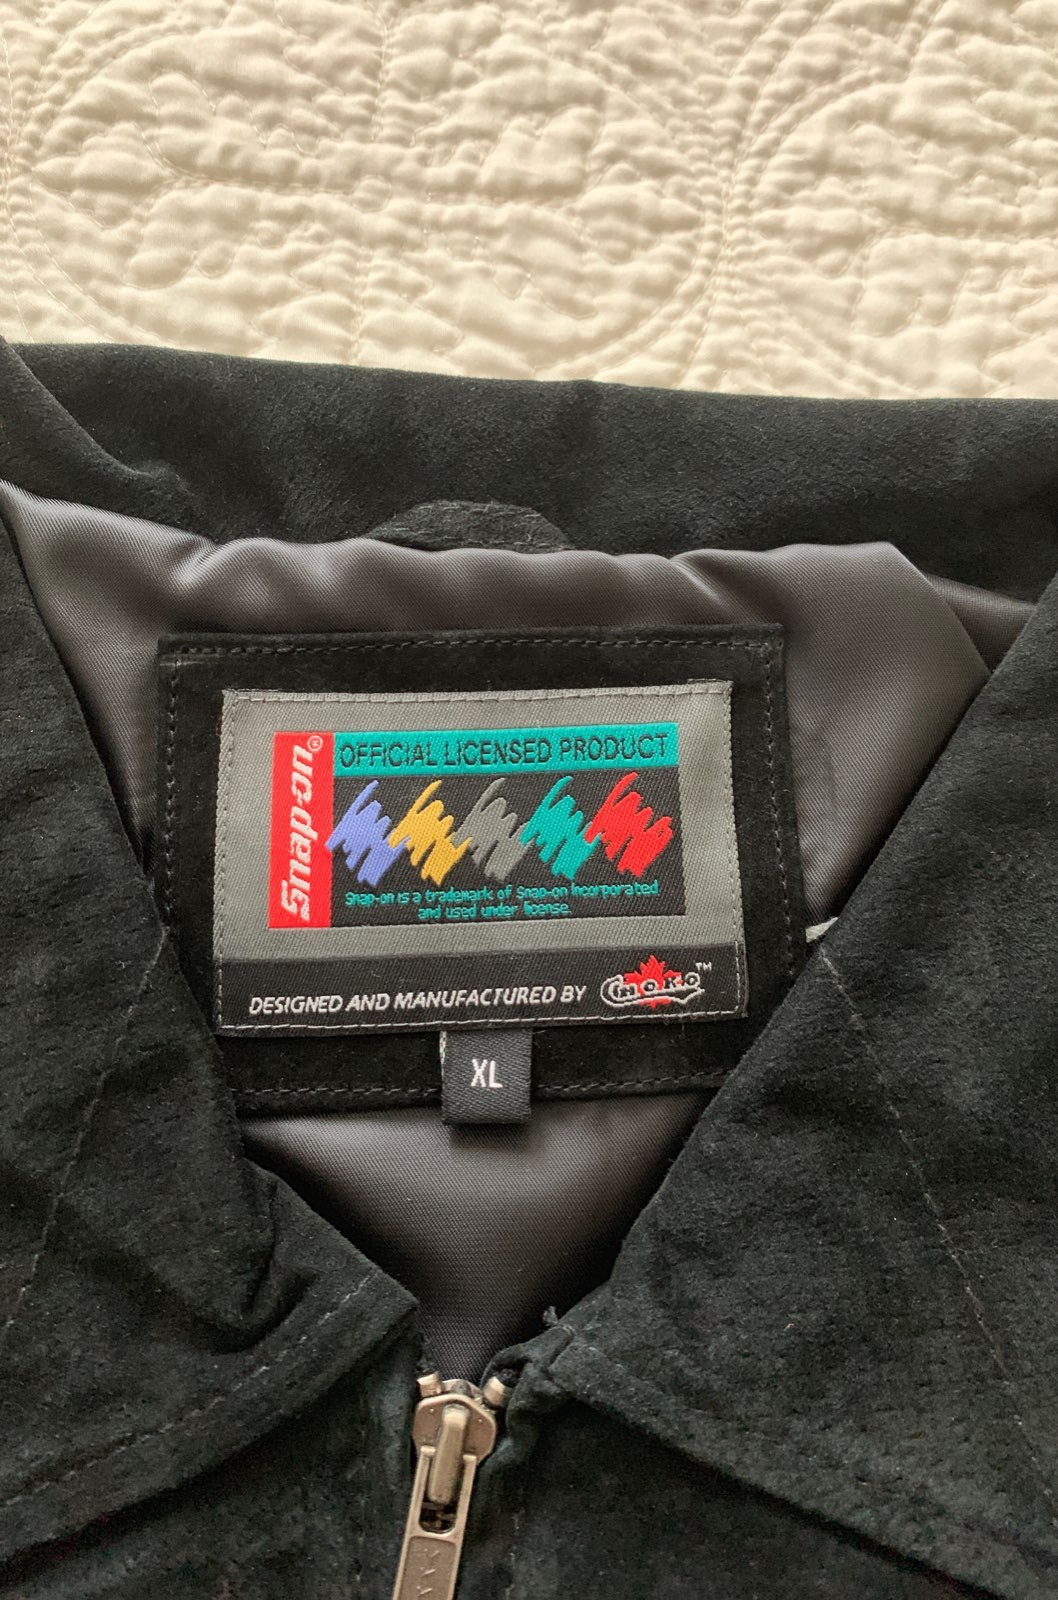 Snap-on®
OFFICIAL LICENSED PRODUCT
Snap-on is a trademark of Snap-on Incorporated
and used under license.
DESIGNED AND MANUFACTURED BY CHOKO™
XL